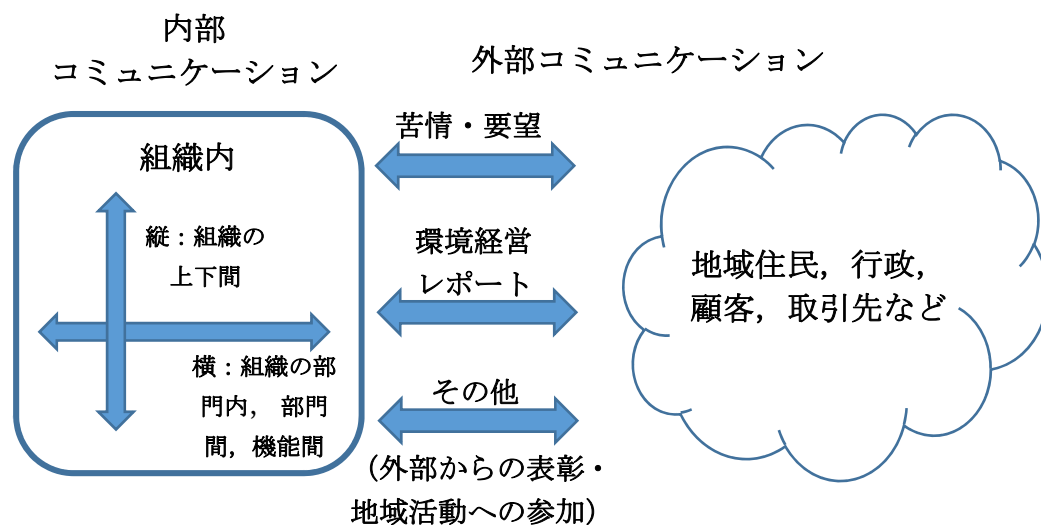 内部
コミュニケーション
外部コミュニケーション
組織内
縦：組織の
上下間
横：組織の部
門内， 部門
間，機能間
苦情・要望
環境経営
レポート
その他
（外部からの表彰・
地域活動への参加）
地域住民，行政，
顧客，取引先など